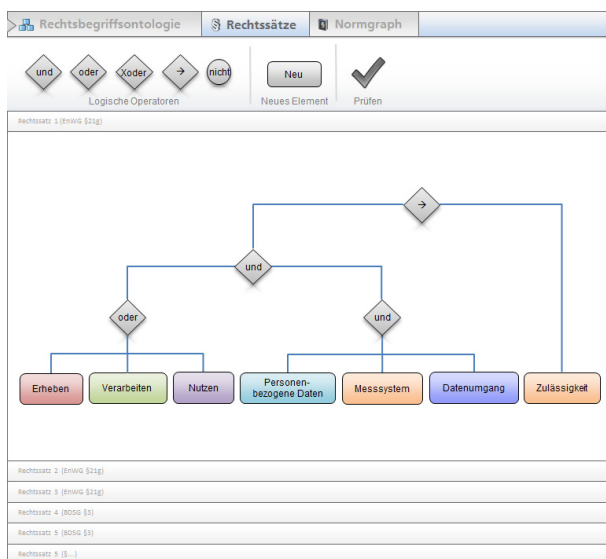 Rechtsbegriffsontologie
Rechtssätze
Normgraph
und
oder
Xoder
→
nicht
Neu
Logische Operatoren
Neues Element
Prüfen
Rechtssatz 1 (EnWG §21g)
→
und
oder
und
Erheben
Verarbeiten
Nutzen
Personen-
bezogene Daten
Messsystem
Datenumgang
Zulässigkeit
Rechtssatz 2 (EnWG §21g)
Rechtssatz 3 (EnWG §21g)
Rechtssatz 4 (BDSG §3)
Rechtssatz 5 (BDSG §3)
Rechtssatz 5 (§...)